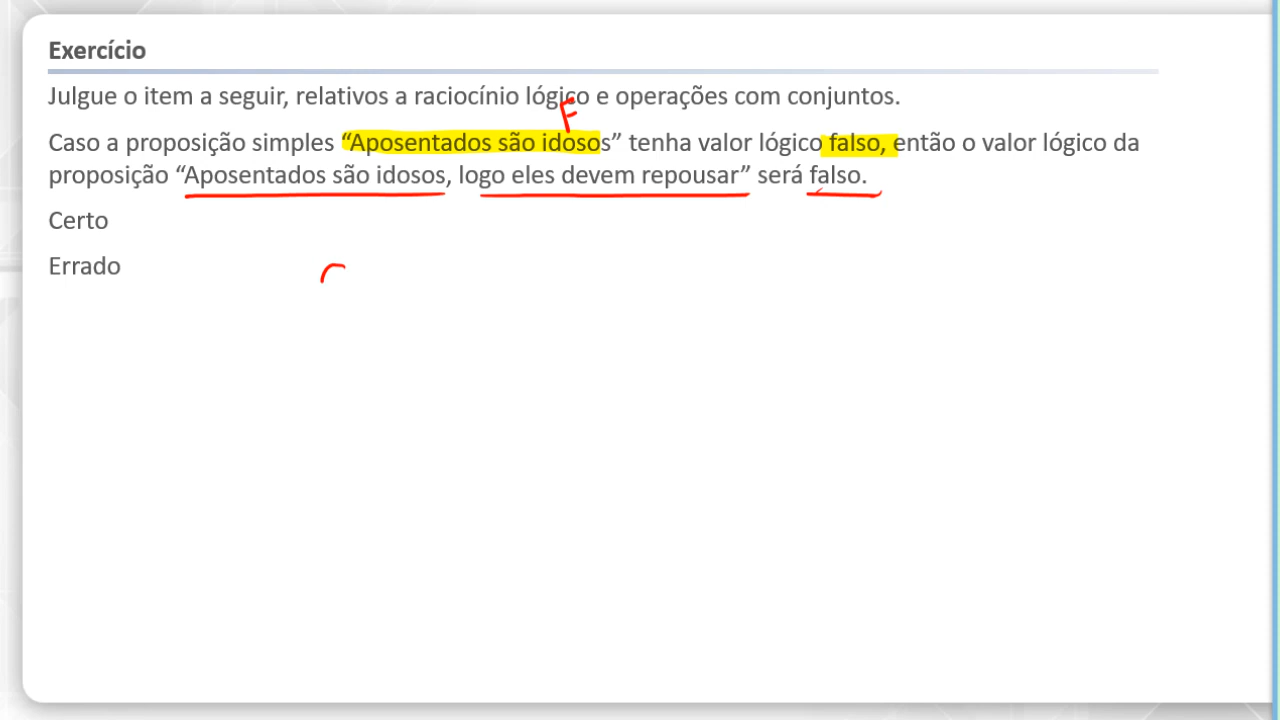 Exercício
Julgue o item a seguir, relativos a raciocínio lógico e operações com conjuntos.
F
Caso a proposição simples “Aposentados são idosos” tenha valor lógico falso, então o valor lógico da
proposição “Aposentados são idosos, logo eles devem repousar” será falso.
Certo
Errado